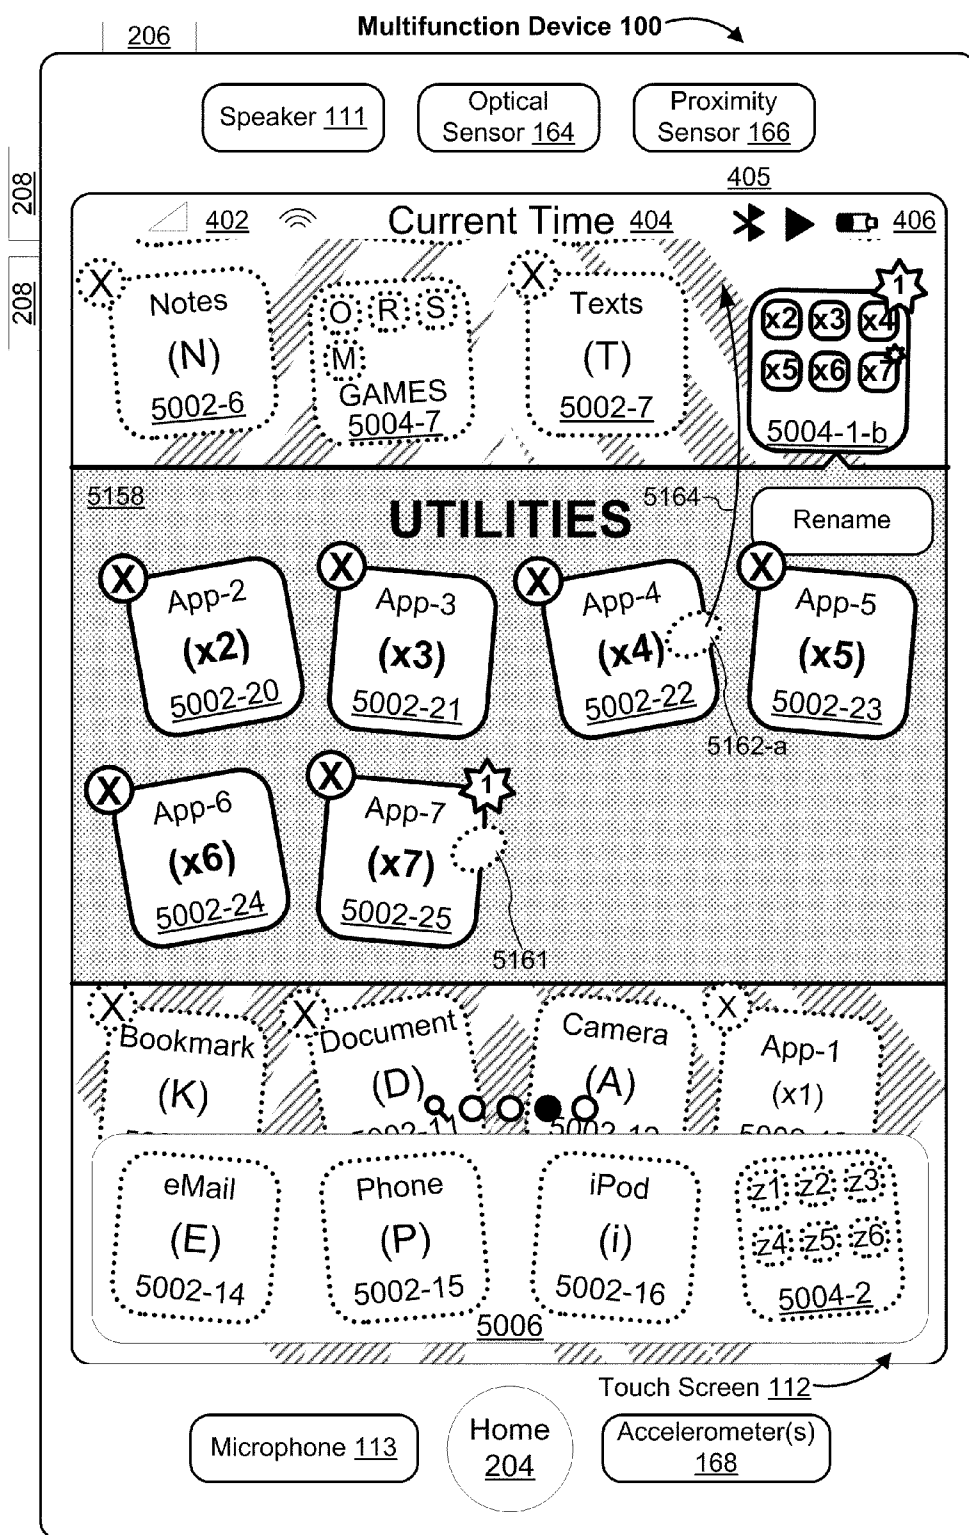 206
Multifunction Device 100
Speaker 111
Optical
Sensor 164
Proximity
Sensor 166
208
208
405
402
Current Time 404
406
X
Notes
(N)
5002-6
O R S
M
GAMES
5004-7
X
Texts
(T)
5002-7
1
x2 x3 x4
x5 x6 x7
5004-1-b
5158
UTILITIES
5164
Rename
X
App-2
(x2)
5002-20
X
App-3
(x3)
5002-21
X
App-4
(x4)
5002-22
X
App-5
(x5)
5002-23
5162-a
X
App-6
(x6)
5002-24
X
1
App-7
(x7)
5002-25
5161
X
Bookmark
(K)
X
Document
(D)
5002-11
Camera
(A)
5002-12
X
App-1
(x1)
eMail
(E)
5002-14
Phone
(P)
5002-15
iPod
(i)
5002-16
z1 z2 z3
z4 z5 z6
5004-2
5006
Touch Screen 112
Microphone 113
Home
204
Accelerometer(s)
168